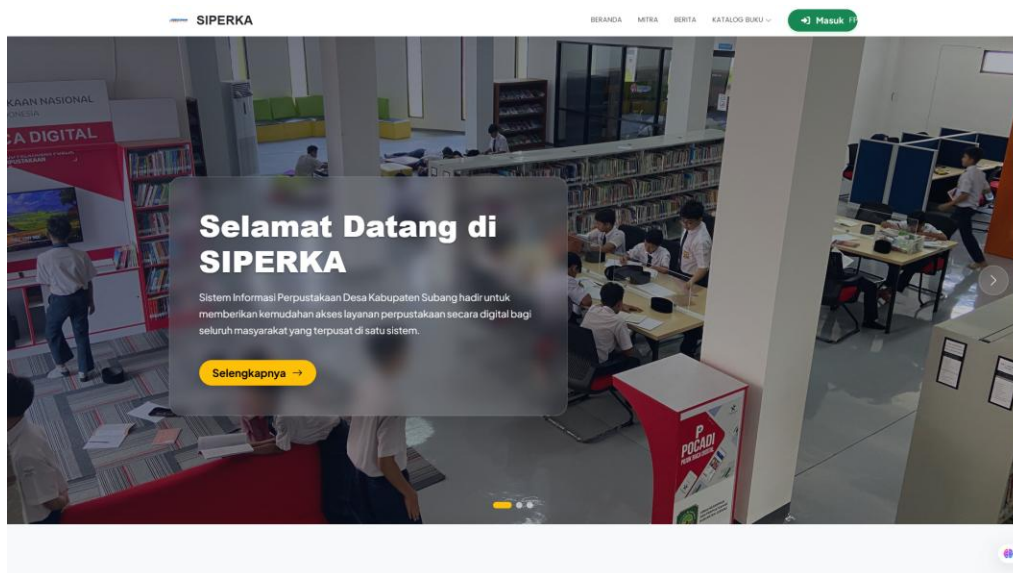 SIPERKA
BERANDA
MITRA
BERITA
KATALOG BUKU
Masuk
KAAN NASIONAL
A DIGITAL
Selamat Datang di
SIPERKA
Sistem Informasi Perpustakaan Desa Kabupaten Subang hadir untuk
memberikan kemudahan akses layanan perpustakaan secara digital bagi
seluruh masyarakat yang terpusat di satu sistem.
Selengkapnya →
POCADI